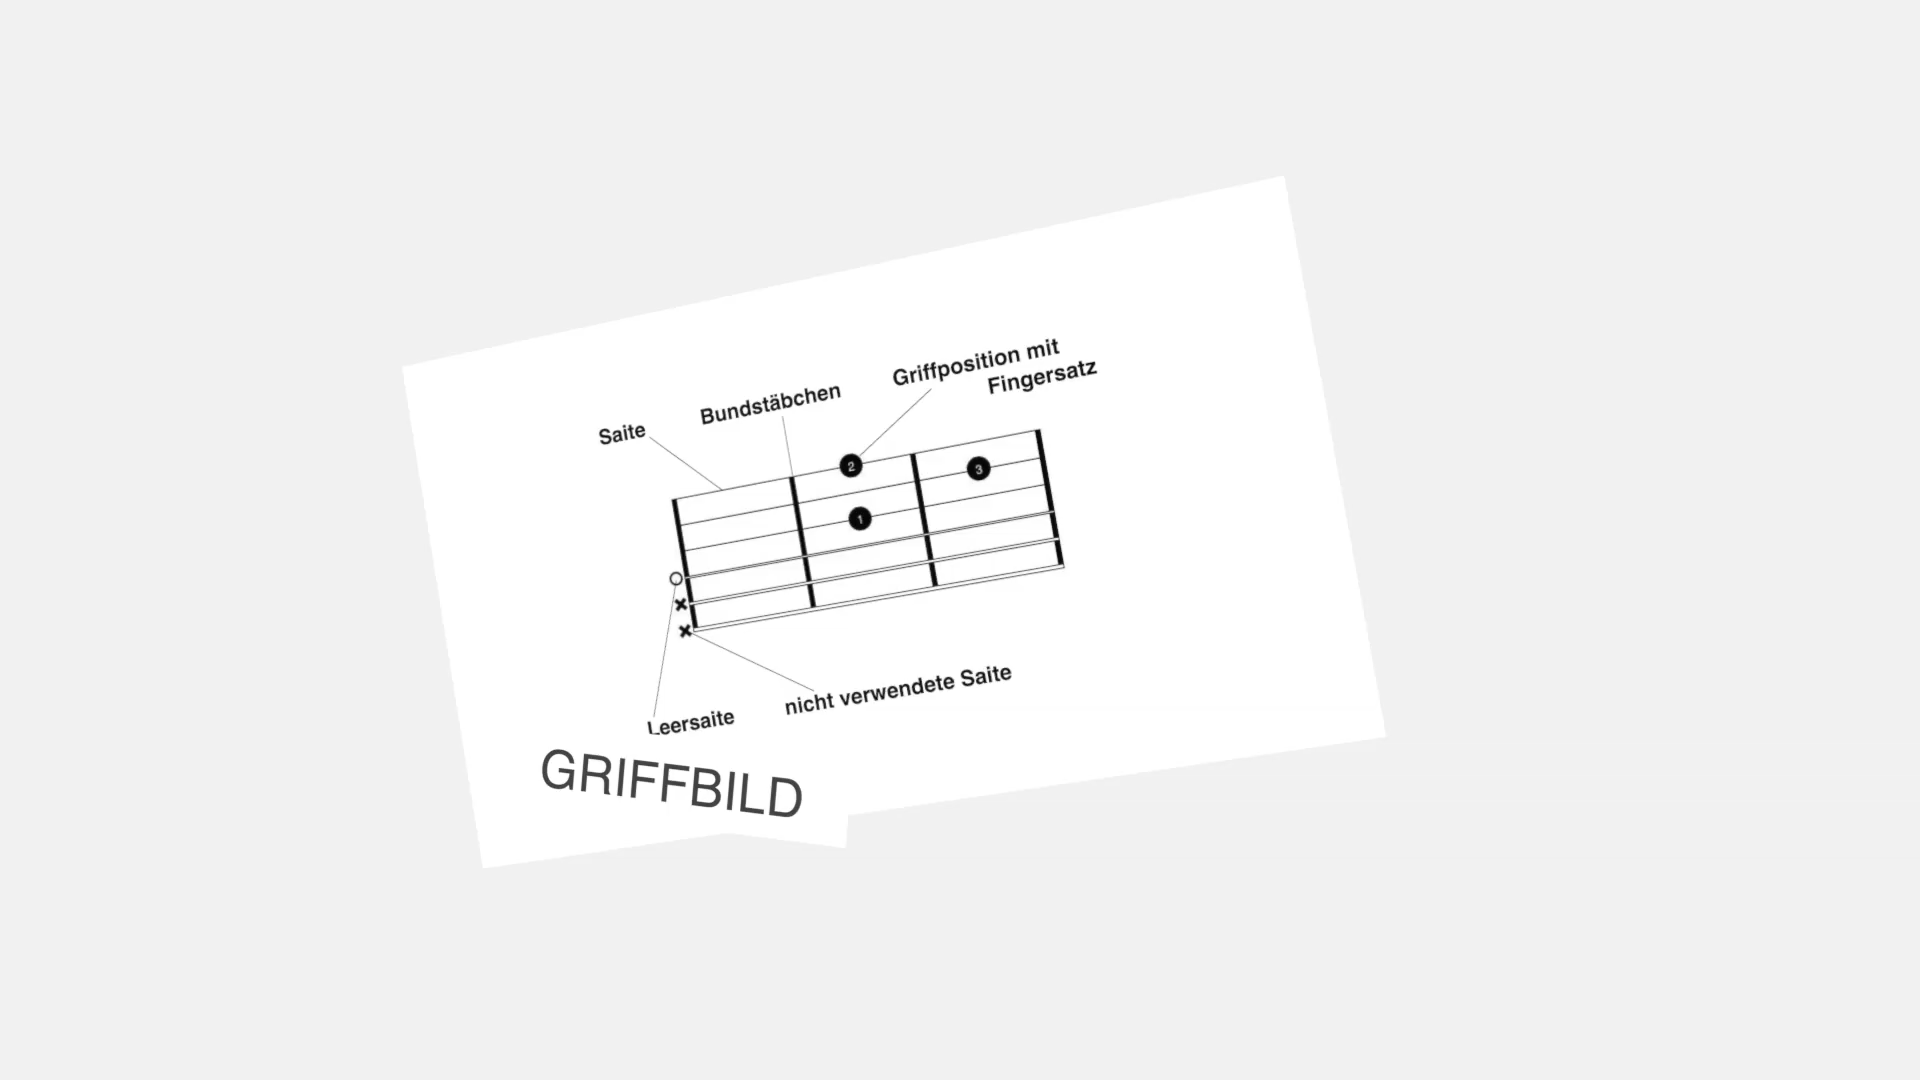 Griffposition mit
Fingersatz
Bundstäbchen
Saite
2
3
1
nicht verwendete Saite
Leersaite
GRIFFBILD